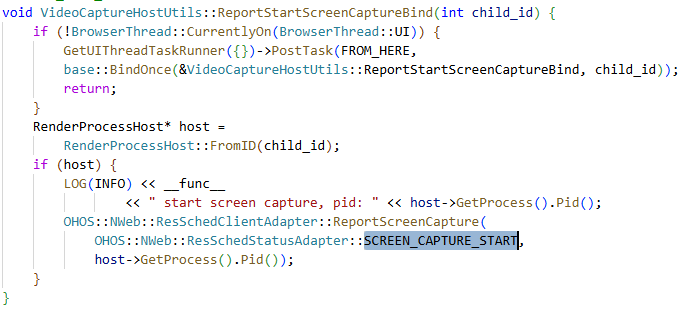 void VideoCaptureHostUtils::ReportStartScreenCaptureBind(int child_id) {
    if (!BrowserThread::CurrentlyOn(BrowserThread::UI)) {
        GetUIThreadTaskRunner({})->PostTask(FROM_HERE,
        base::BindOnce(&VideoCaptureHostUtils::ReportStartScreenCaptureBind, child_id));
        return;
    }
    RenderProcessHost* host =
        RenderProcessHost::FromID(child_id);
    if (host) {
        LOG(INFO) << __func__
                << " start screen capture, pid: " << host->GetProcess().Pid();
        OHOS::NWeb::ResSchedClientAdapter::ReportScreenCapture(
            OHOS::NWeb::ResSchedStatusAdapter::SCREEN_CAPTURE_START,
            host->GetProcess().Pid());
    }
}